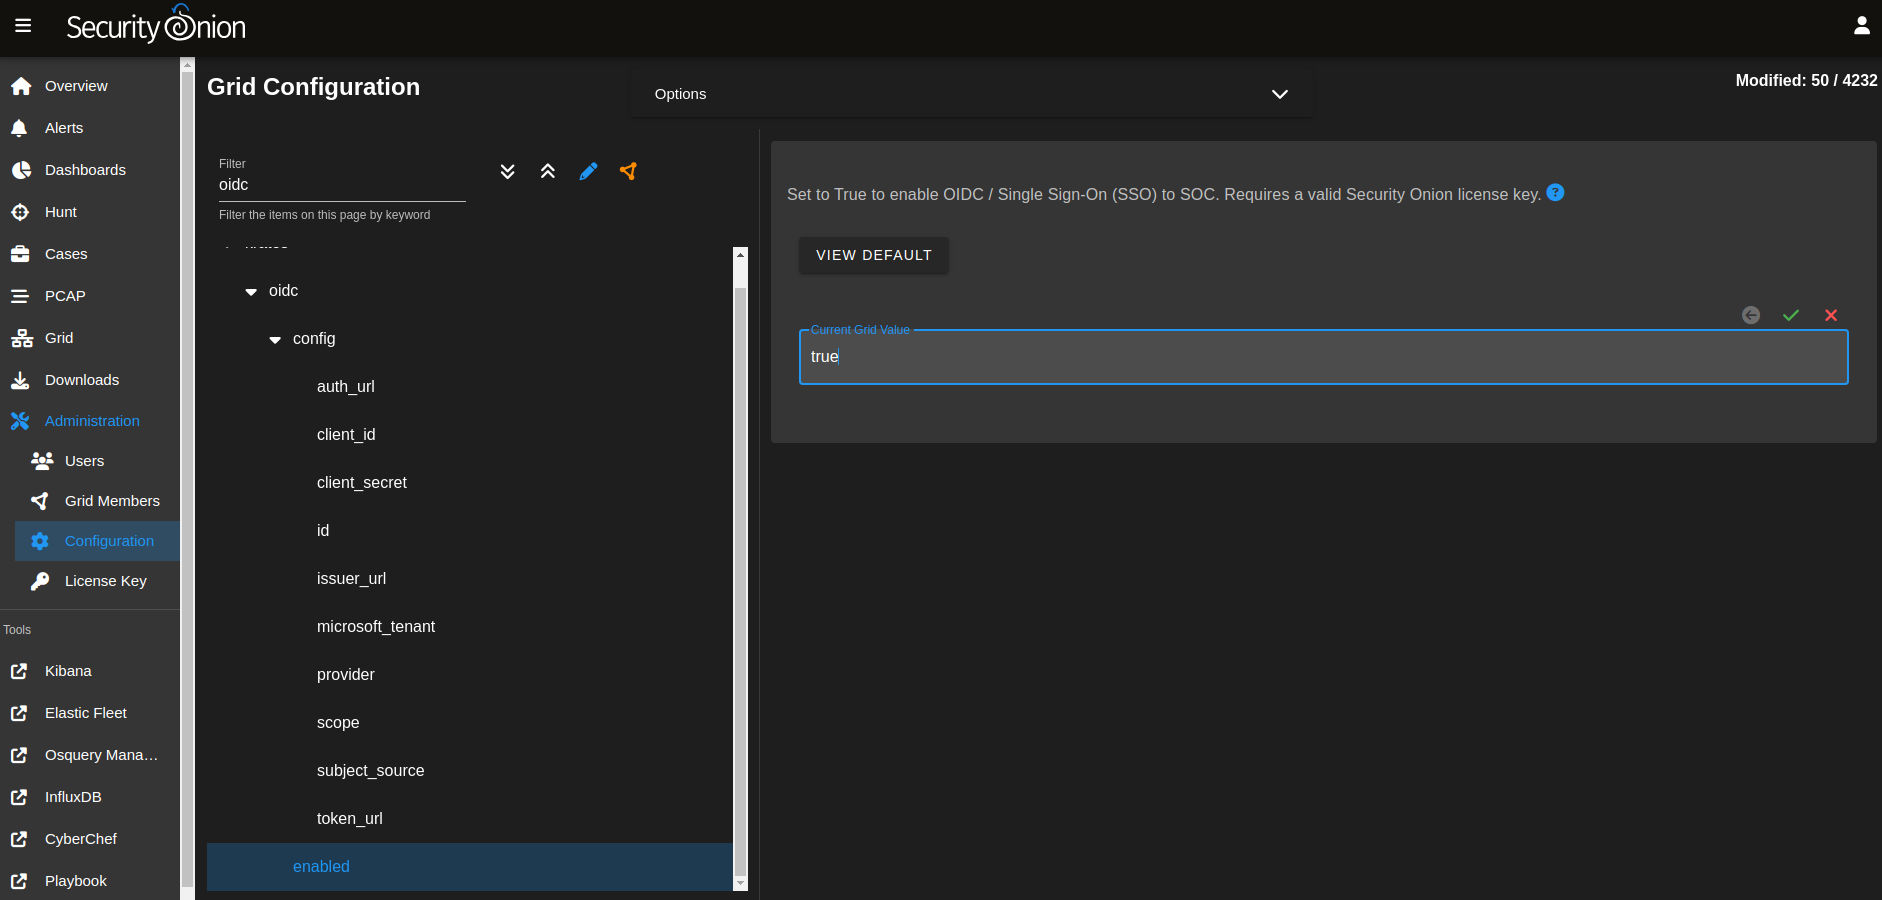 Security Onion
Overview
Alerts
Dashboards
Hunt
Cases
PCAP
Grid
Downloads
Administration
Users
Grid Members
Configuration
License Key
Tools
Kibana
Elastic Fleet
Osquery Mana…
InfluxDB
CyberChef
Playbook
Grid Configuration
Options
Modified: 50 / 4232
Filter
oidc
Filter the items on this page by keyword
oidc
config
auth_url
client_id
client_secret
id
issuer_url
microsoft_tenant
provider
scope
subject_source
token_url
enabled
Set to True to enable OIDC / Single Sign-On (SSO) to SOC. Requires a valid Security Onion license key. ?
VIEW DEFAULT
Current Grid Value
true